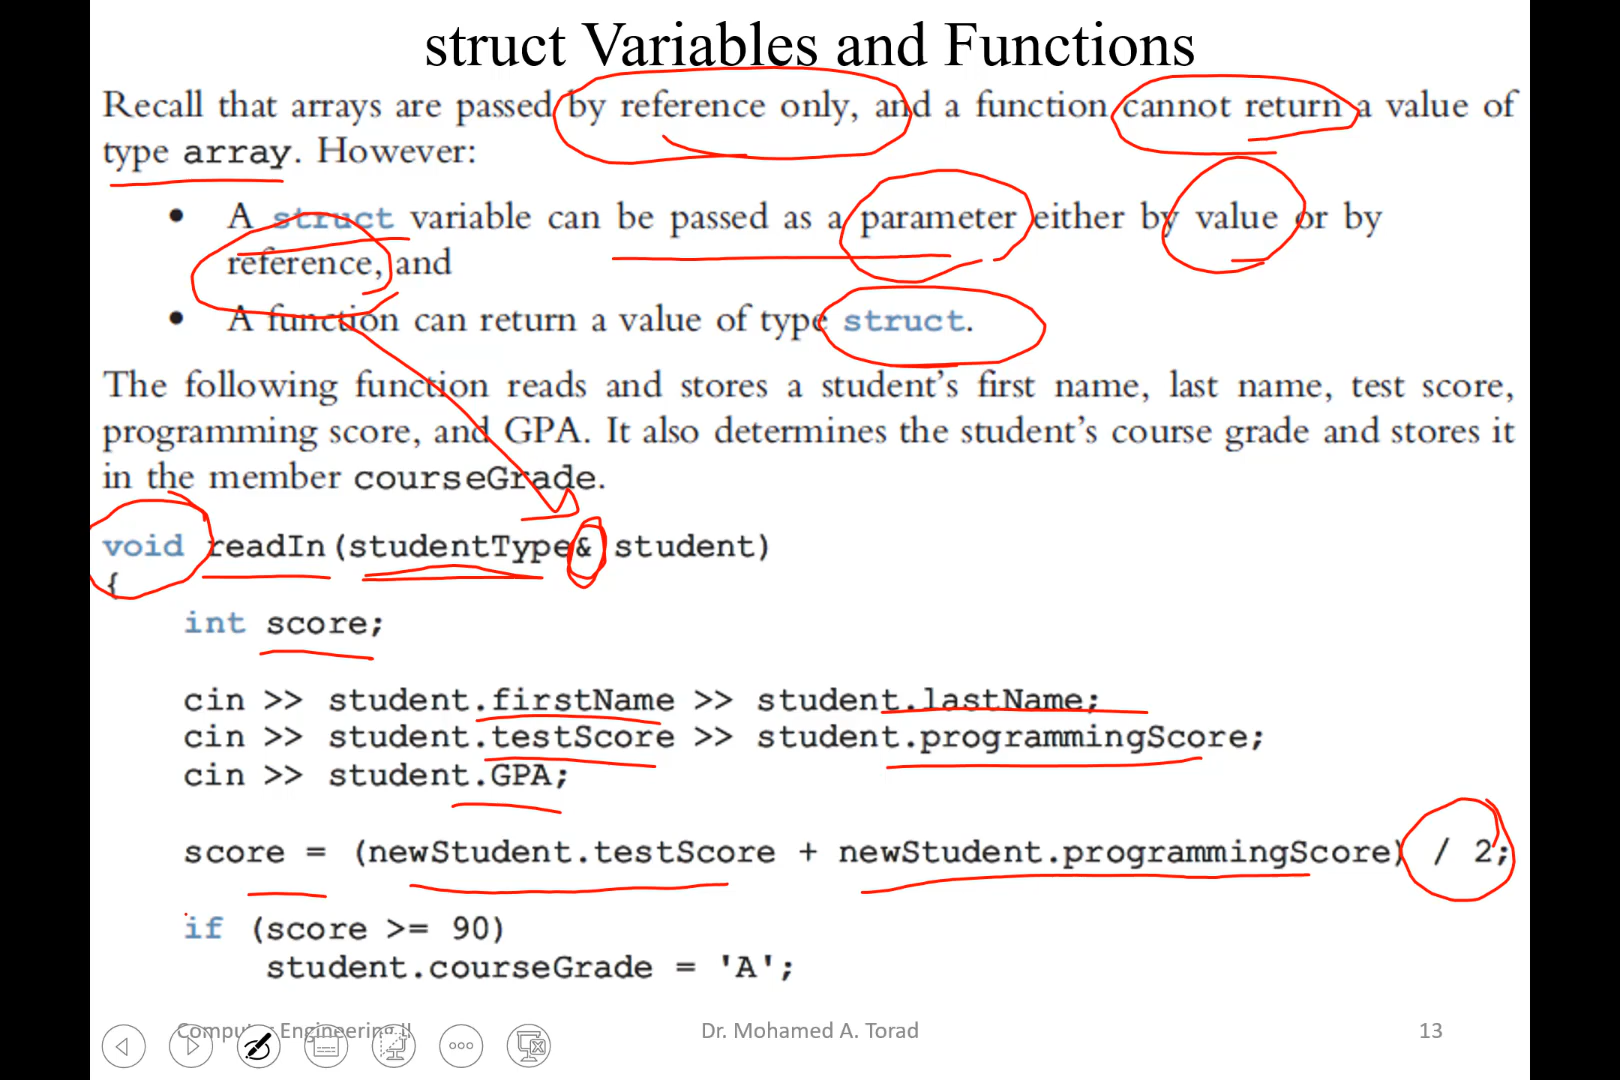 struct Variables and Functions
Recall that arrays are passed by reference only, and a function cannot return a value of
type array. However:
• A struct variable can be passed as a parameter either by value or by
reference, and
• A function can return a value of type struct.
The following function reads and stores a student's first name, last name, test score,
programming score, and GPA. It also determines the student's course grade and stores it
in the member courseGrade.
void readIn(studentType& student)
{
int score;
cin >> student.firstName >> student.lastName;
cin >> student.testScore >> student.programmingScore;
cin >> student.GPA;
score = (newStudent.testScore + newStudent.programmingScore) / 2;
if (score >= 90)
student.courseGrade = 'A';
Computer Engineering II
Dr. Mohamed A. Torad
13